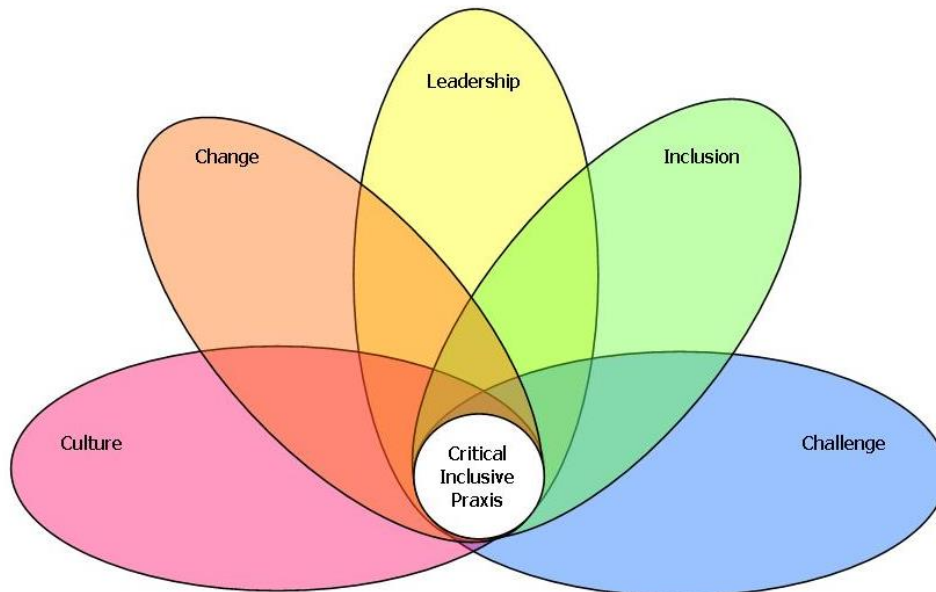 Leadership
Change
Inclusion
Culture
Challenge
Critical
Inclusive
Praxis